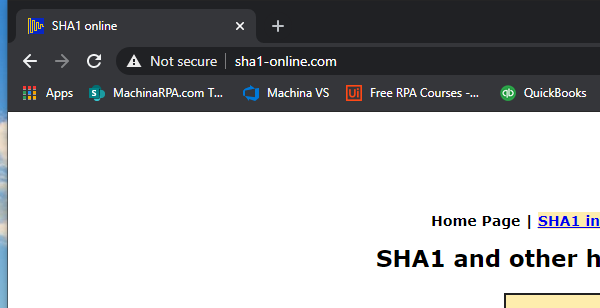 SHA1 online
Not secure | sha1-online.com
Apps MachinaRPA.com T... Machina VS Free RPA Courses -... QuickBooks
Home Page | SHA1 in
SHA1 and other h